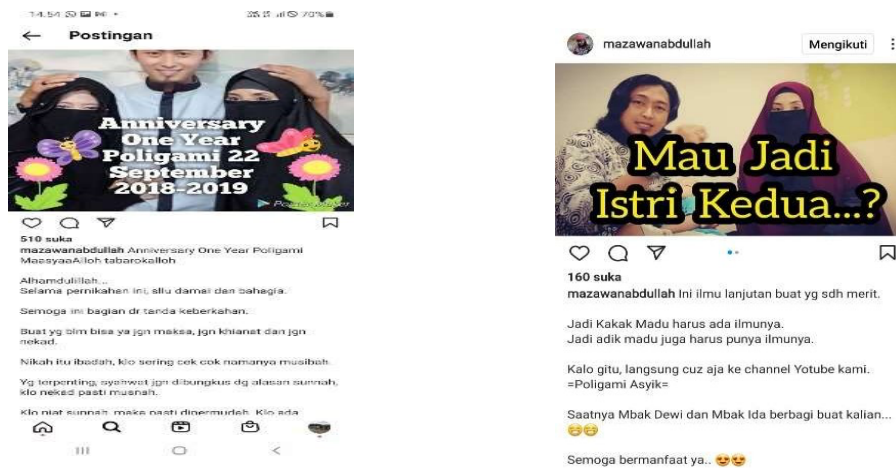 14.54
70%
Postingan
Anniversary
One Year
Poligami 22
September
2018-2019
510 suka
mazawanabdullah Anniversary One Year Poligami
MaasyaaAlloh tabarokalloh
Alhamdulillah...
Selama pernikahan ini, sllu damai dan bahagia.
Semoga ini bagian dr tanda keberkahan.
Buat yg blm bisa ya jgn maksa, jgn khianat dan jgn
nekad.
Nikah itu ibadah, klo sering cek cok namanya musibah.
Yg terpenting, syahwat jgn dibungkus dg alasan sunnah,
klo nekad pasti musnah.
Klo niat sunnah, maka pasti dipermudah. Klo ada
mazawanabdullah
Mengikuti
Mau Jadi
Istri Kedua...?
160 suka
mazawanabdullah Ini ilmu lanjutan buat yg sdh merit.
Jadi Kakak Madu harus ada ilmunya.
Jadi adik madu juga harus punya ilmunya.
Kalo gitu, langsung cuz aja ke channel Yotube kami.
=Poligami Asyik=
Saatnya Mbak Dewi dan Mbak Ida berbagi buat kalian...
Semoga bermanfaat ya..